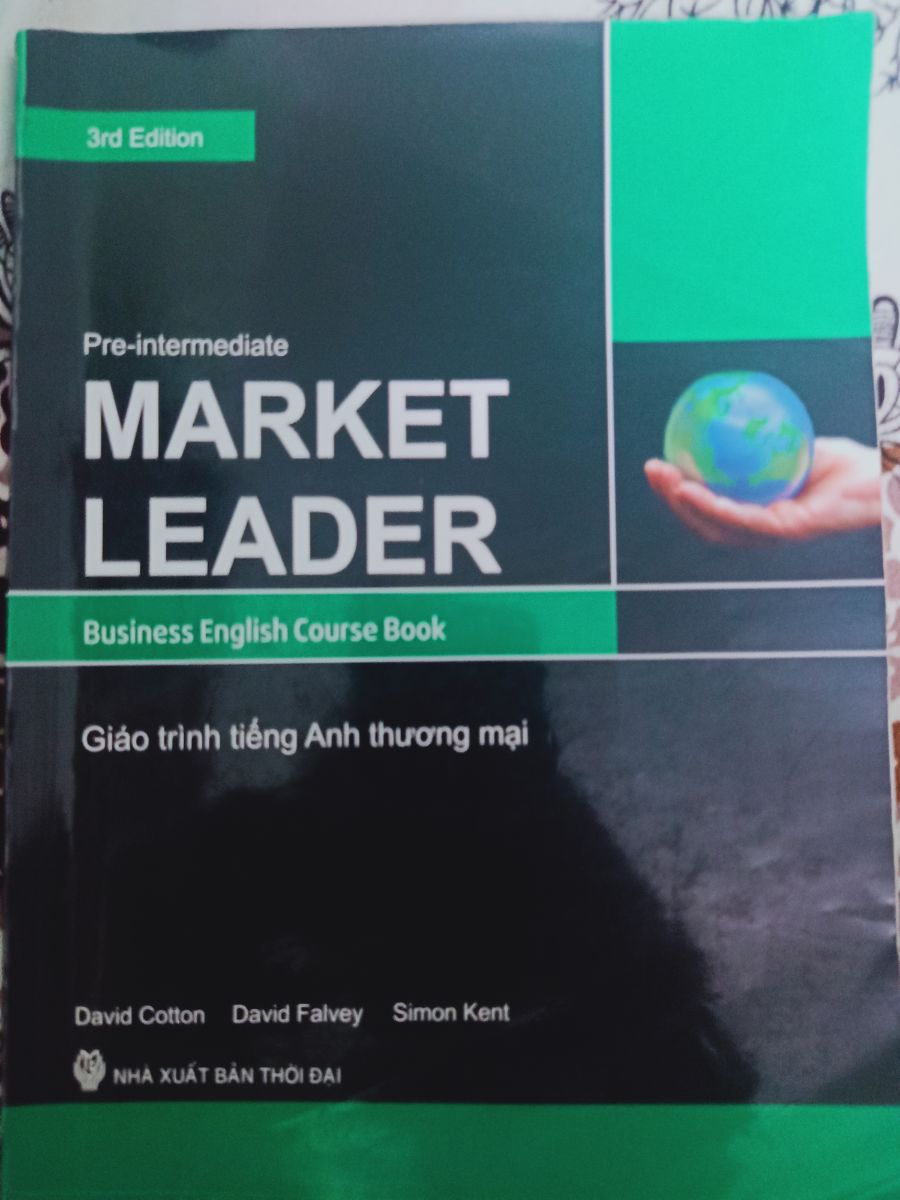 3rd Edition
Pre-intermediate
MARKET
LEADER
Business English Course Book
Giáo trình tiếng Anh thương mại
David Cotton David Falvey Simon Kent
NHÀ XUẤT BẢN THỜI ĐẠI